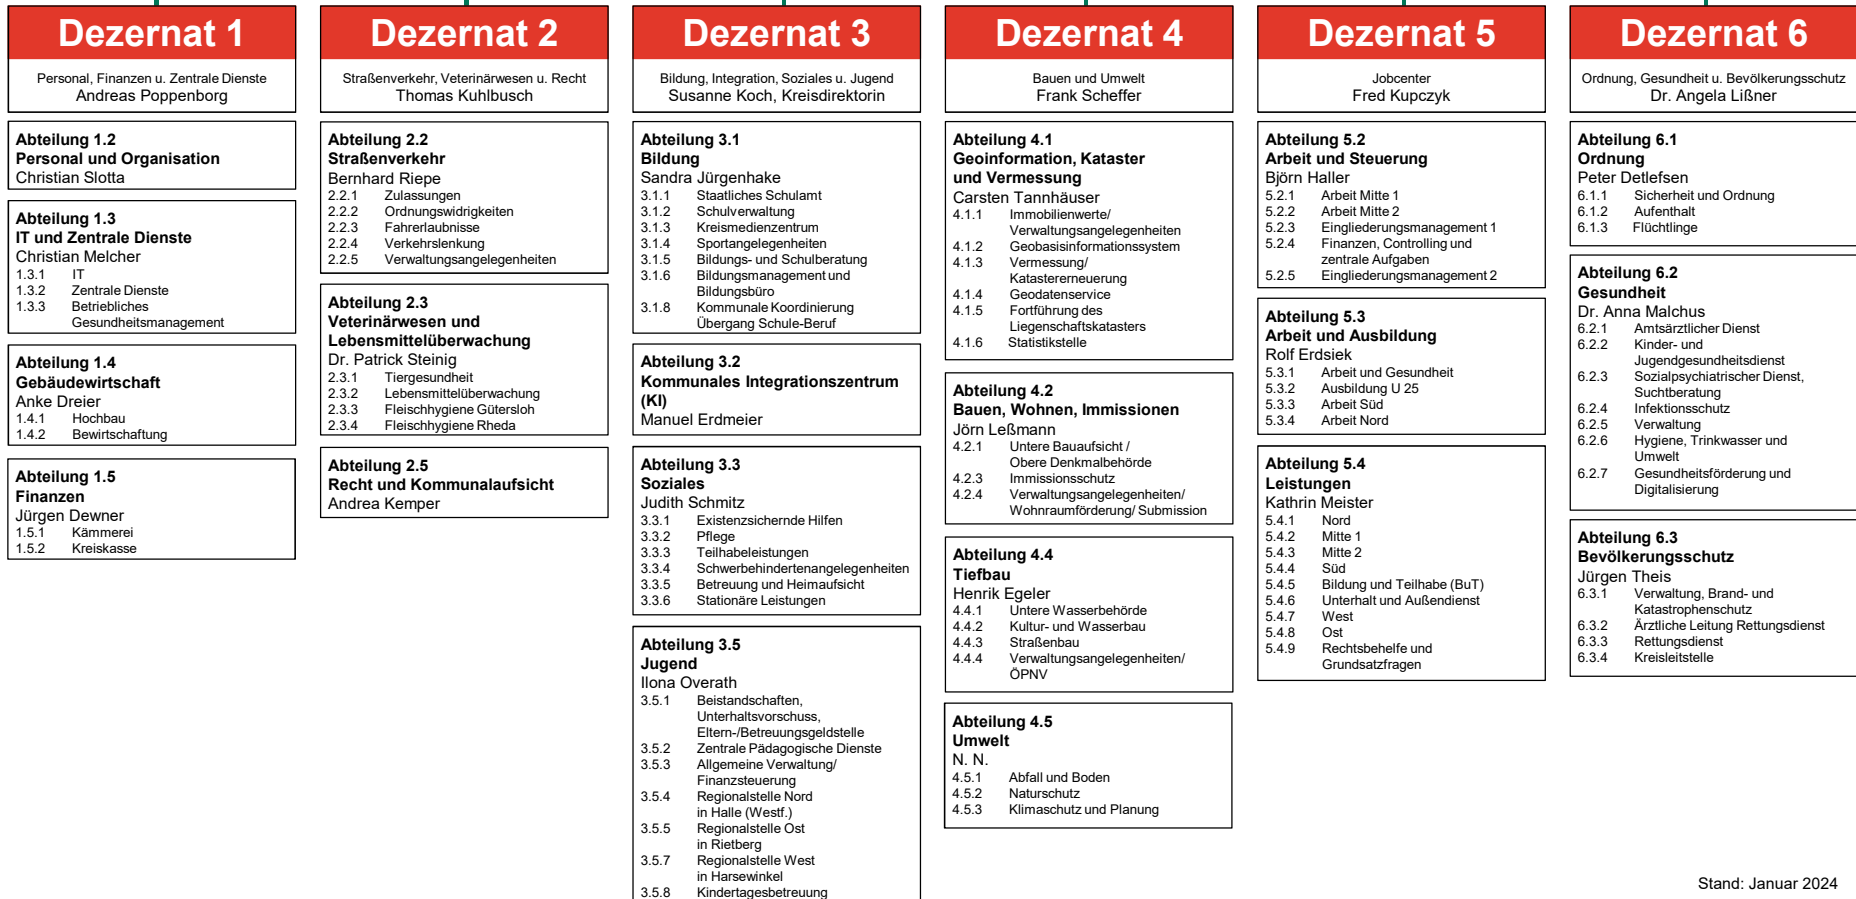 Dezernat 1
Personal, Finanzen u. Zentrale Dienste
Andreas Poppenborg
Abteilung 1.2
Personal und Organisation
Christian Slotta
Abteilung 1.3
IT und Zentrale Dienste
Christian Melcher
1.3.1 IT
1.3.2 Zentrale Dienste
1.3.3 Betriebliches
Gesundheitsmanagement
Abteilung 1.4
Gebäudewirtschaft
Anke Dreier
1.4.1 Hochbau
1.4.2 Bewirtschaftung
Abteilung 1.5
Finanzen
Jürgen Dewner
1.5.1 Kämmerei
1.5.2 Kreiskasse
Dezernat 2
Straßenverkehr, Veterinärwesen u. Recht
Thomas Kuhlbusch
Abteilung 2.2
Straßenverkehr
Bernhard Riepe
2.2.1 Zulassungen
2.2.2 Ordnungswidrigkeiten
2.2.3 Fahrerlaubnisse
2.2.4 Verkehrslenkung
2.2.5 Verwaltungsangelegenheiten
Abteilung 2.3
Veterinärwesen und
Lebensmittelüberwachung
Dr. Patrick Steinig
2.3.1 Tiergesundheit
2.3.2 Lebensmittelüberwachung
2.3.3 Fleischhygiene Gütersloh
2.3.4 Fleischhygiene Rheda
Abteilung 2.5
Recht und Kommunalaufsicht
Andrea Kemper
Dezernat 3
Bildung, Integration, Soziales u. Jugend
Susanne Koch, Kreisdirektorin
Abteilung 3.1
Bildung
Sandra Jürgenhake
3.1.1 Staatliches Schulamt
3.1.2 Schulverwaltung
3.1.3 Kreismedienzentrum
3.1.4 Sportangelegenheiten
3.1.5 Bildungs- und Schulberatung
3.1.6 Bildungsmanagement und
Bildungsbüro
3.1.8 Kommunale Koordinierung
Übergang Schule-Beruf
Abteilung 3.2
Kommunales Integrationszentrum
(KI)
Manuel Erdmeier
Abteilung 3.3
Soziales
Judith Schmitz
3.3.1 Existenzsichernde Hilfen
3.3.2 Pflege
3.3.3 Teilhabeleistungen
3.3.4 Schwerbehindertenangelegenheiten
3.3.5 Betreuung und Heimaufsicht
3.3.6 Stationäre Leistungen
Abteilung 3.5
Jugend
Ilona Overath
3.5.1 Beistandschaften,
Unterhaltsvorschuss,
Eltern-/Betreuungsgeldstelle
3.5.2 Zentrale Pädagogische Dienste
3.5.3 Allgemeine Verwaltung/
Finanzsteuerung
3.5.4 Regionalstelle Nord
in Halle (Westf.)
3.5.5 Regionalstelle Ost
in Rietberg
3.5.7 Regionalstelle West
in Harsewinkel
3.5.8 Kindertagesbetreuung
Dezernat 4
Bauen und Umwelt
Frank Scheffer
Abteilung 4.1
Geoinformation, Kataster
und Vermessung
Carsten Tannhäuser
4.1.1 Immobilienwerte/
Verwaltungsangelegenheiten
4.1.2 Geobasisinformationssystem
4.1.3 Vermessung/
Katastererneuerung
4.1.4 Geodatenservice
4.1.5 Fortführung des
Liegenschaftskatasters
4.1.6 Statistikstelle
Abteilung 4.2
Bauen, Wohnen, Immissionen
Jörn Leßmann
4.2.1 Untere Bauaufsicht /
Obere Denkmalbehörde
4.2.3 Immissionsschutz
4.2.4 Verwaltungsangelegenheiten/
Wohnraumförderung/ Submission
Abteilung 4.4
Tiefbau
Henrik Egeler
4.4.1 Untere Wasserbehörde
4.4.2 Kultur- und Wasserbau
4.4.3 Straßenbau
4.4.4 Verwaltungsangelegenheiten/
ÖPNV
Abteilung 4.5
Umwelt
N. N.
4.5.1 Abfall und Boden
4.5.2 Naturschutz
4.5.3 Klimaschutz und Planung
Dezernat 5
Jobcenter
Fred Kupczyk
Abteilung 5.2
Arbeit und Steuerung
Björn Haller
5.2.1 Arbeit Mitte 1
5.2.2 Arbeit Mitte 2
5.2.3 Eingliederungsmanagement 1
5.2.4 Finanzen, Controlling und
zentrale Aufgaben
5.2.5 Eingliederungsmanagement 2
Abteilung 5.3
Arbeit und Ausbildung
Rolf Erdsiek
5.3.1 Arbeit und Gesundheit
5.3.2 Ausbildung U 25
5.3.3 Arbeit Süd
5.3.4 Arbeit Nord
Abteilung 5.4
Leistungen
Kathrin Meister
5.4.1 Nord
5.4.2 Mitte 1
5.4.3 Mitte 2
5.4.4 Süd
5.4.5 Bildung und Teilhabe (BuT)
5.4.6 Unterhalt und Außendienst
5.4.7 West
5.4.8 Ost
5.4.9 Rechtsbehelfe und
Grundsatzfragen
Dezernat 6
Ordnung, Gesundheit u. Bevölkerungsschutz
Dr. Angela Lißner
Abteilung 6.1
Ordnung
Peter Detlefsen
6.1.1 Sicherheit und Ordnung
6.1.2 Aufenthalt
6.1.3 Flüchtlinge
Abteilung 6.2
Gesundheit
Dr. Anna Malchus
6.2.1 Amtsärztlicher Dienst
6.2.2 Kinder- und
Jugendgesundheitsdienst
6.2.3 Sozialpsychiatrischer Dienst,
Suchtberatung
6.2.4 Infektionsschutz
6.2.5 Verwaltung
6.2.6 Hygiene, Trinkwasser und
Umwelt
6.2.7 Gesundheitsförderung und
Digitalisierung
Abteilung 6.3
Bevölkerungsschutz
Jürgen Theis
6.3.1 Verwaltung, Brand- und
Katastrophenschutz
6.3.2 Ärztliche Leitung Rettungsdienst
6.3.3 Rettungsdienst
6.3.4 Kreisleitstelle
Stand: Januar 2024